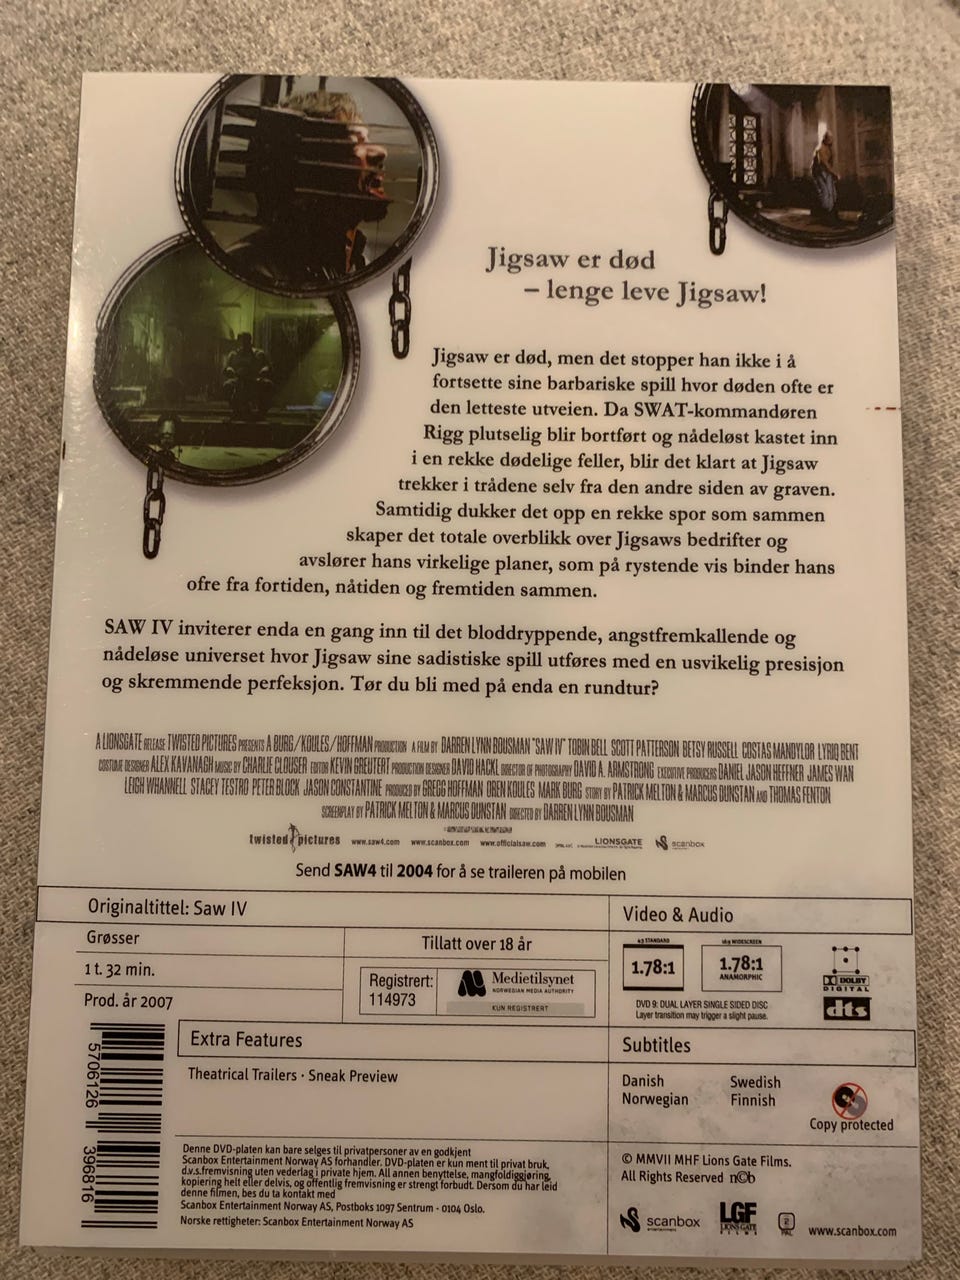 Jigsaw er død
– lenge leve Jigsaw!
Jigsaw er død, men det stopper han ikke i å
fortsette sine barbariske spill hvor døden ofte er
den letteste utveien. Da SWAT-kommandøren
Rigg plutselig blir bortført og nådeløst kastet inn
i en rekke dødelige feller, blir det klart at Jigsaw
trekker i trådene selv fra den andre siden av graven.
Samtidig dukker det opp en rekke spor som sammen
skaper det totale overblikk over Jigsaws bedrifter og
avslører hans virkelige planer, som på rystende vis binder hans
ofre fra fortiden, nåtiden og fremtiden sammen.
SAW IV inviterer enda en gang inn til det bloddryppende, angstfremkallende og
nådeløse universet hvor Jigsaw sine sadistiske spill utføres med en usvikelig presisjon
og skremmende perfeksjon. Tør du bli med på enda en rundtur?
A LIONSGATE RELEASE TWISTED PICTURES PRESENTS A BURG/KOULES/HOFFMAN PRODUCTION A FILM BY DARREN LYNN BOUSMAN "SAW IV" TOBIN BELL SCOTT PATTERSON BETSY RUSSELL COSTAS MANDYLOR LYRIQ BENT
COSTUME DESIGNER ALEX KAVANAGH MUSIC BY CHARLIE CLOUSER EDITOR KEVIN GREUTERT PRODUCTION DESIGNER DAVID HACKL DIRECTOR OF PHOTOGRAPHY DAVID A. ARMSTRONG EXECUTIVE PRODUCERS DANIEL JASON HEFFNER JAMES WAN
LEIGH WHANNELL STACEY TESTRO PETER BLOCK JASON CONSTANTINE PRODUCED BY GREGG HOFFMAN OREN KOULES MARK BURG STORY BY PATRICK MELTON & MARCUS DUNSTAN AND THOMAS FENTON
SCREENPLAY BY PATRICK MELTON & MARCUS DUNSTAN DIRECTED BY DARREN LYNN BOUSMAN
twisted pictures www.saw4.com www.scanbox.com www.officialsaw.com LIONSGATE scanbox
Send SAW4 til 2004 for å se traileren på mobilen
Originaltittel: Saw IV
Grøsser
1 t. 32 min.
Prod. år 2007
Tillatt over 18 år
Registrert:
114973
Medietilsynet
NORWEGIAN MEDIA AUTHORITY
KUN REGISTRERT
Video & Audio
4:3 STANDARD
1.78:1
16:9 WIDESCREEN
1.78:1
ANAMORPHIC
DOLBY
DIGITAL
dts
DVD 9: DUAL LAYER SINGLE SIDED DISC
Layer transition may trigger a slight pause.
Extra Features
Theatrical Trailers · Sneak Preview
Subtitles
Danish Swedish
Norwegian Finnish
Copy protected
5706126 396816
Denne DVD-platen kan bare selges til privatpersoner av en godkjent
Scanbox Entertainment Norway AS forhandler. DVD-platen er kun ment til privat bruk,
d.v.s.fremvisning uten vederlag i private hjem. All annen benyttelse, mangfoldiggjøring,
kopiering helt eller delvis, og offentlig fremvisning er strengt forbudt. Dersom du har leid
denne filmen, bes du ta kontakt med
Scanbox Entertainment Norway AS, Postboks 1097 Sentrum · 0104 Oslo.
Norske rettigheter: Scanbox Entertainment Norway AS
© MMVII MHF Lions Gate Films.
All Rights Reserved n©b
scanbox
entertainment
LGF
LIONS GATE
FILMS
2
PAL
www.scanbox.com